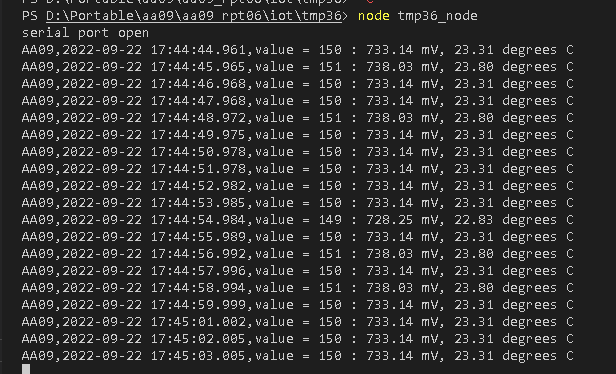 PS D:\Portable\aa09\aa09_rpt06\iot\tmp36> ^C
PS D:\Portable\aa09\aa09_rpt06\iot\tmp36> node tmp36_node
serial port open
AA09,2022-09-22 17:44:44.961,value = 150 : 733.14 mV, 23.31 degrees C
AA09,2022-09-22 17:44:45.965,value = 151 : 738.03 mV, 23.80 degrees C
AA09,2022-09-22 17:44:46.968,value = 150 : 733.14 mV, 23.31 degrees C
AA09,2022-09-22 17:44:47.968,value = 150 : 733.14 mV, 23.31 degrees C
AA09,2022-09-22 17:44:48.972,value = 151 : 738.03 mV, 23.80 degrees C
AA09,2022-09-22 17:44:49.975,value = 150 : 733.14 mV, 23.31 degrees C
AA09,2022-09-22 17:44:50.978,value = 150 : 733.14 mV, 23.31 degrees C
AA09,2022-09-22 17:44:51.978,value = 150 : 733.14 mV, 23.31 degrees C
AA09,2022-09-22 17:44:52.982,value = 150 : 733.14 mV, 23.31 degrees C
AA09,2022-09-22 17:44:53.985,value = 150 : 733.14 mV, 23.31 degrees C
AA09,2022-09-22 17:44:54.984,value = 149 : 728.25 mV, 22.83 degrees C
AA09,2022-09-22 17:44:55.989,value = 150 : 733.14 mV, 23.31 degrees C
AA09,2022-09-22 17:44:56.992,value = 151 : 738.03 mV, 23.80 degrees C
AA09,2022-09-22 17:44:57.996,value = 150 : 733.14 mV, 23.31 degrees C
AA09,2022-09-22 17:44:58.994,value = 151 : 738.03 mV, 23.80 degrees C
AA09,2022-09-22 17:44:59.999,value = 150 : 733.14 mV, 23.31 degrees C
AA09,2022-09-22 17:45:01.002,value = 150 : 733.14 mV, 23.31 degrees C
AA09,2022-09-22 17:45:02.005,value = 150 : 733.14 mV, 23.31 degrees C
AA09,2022-09-22 17:45:03.005,value = 150 : 733.14 mV, 23.31 degrees C